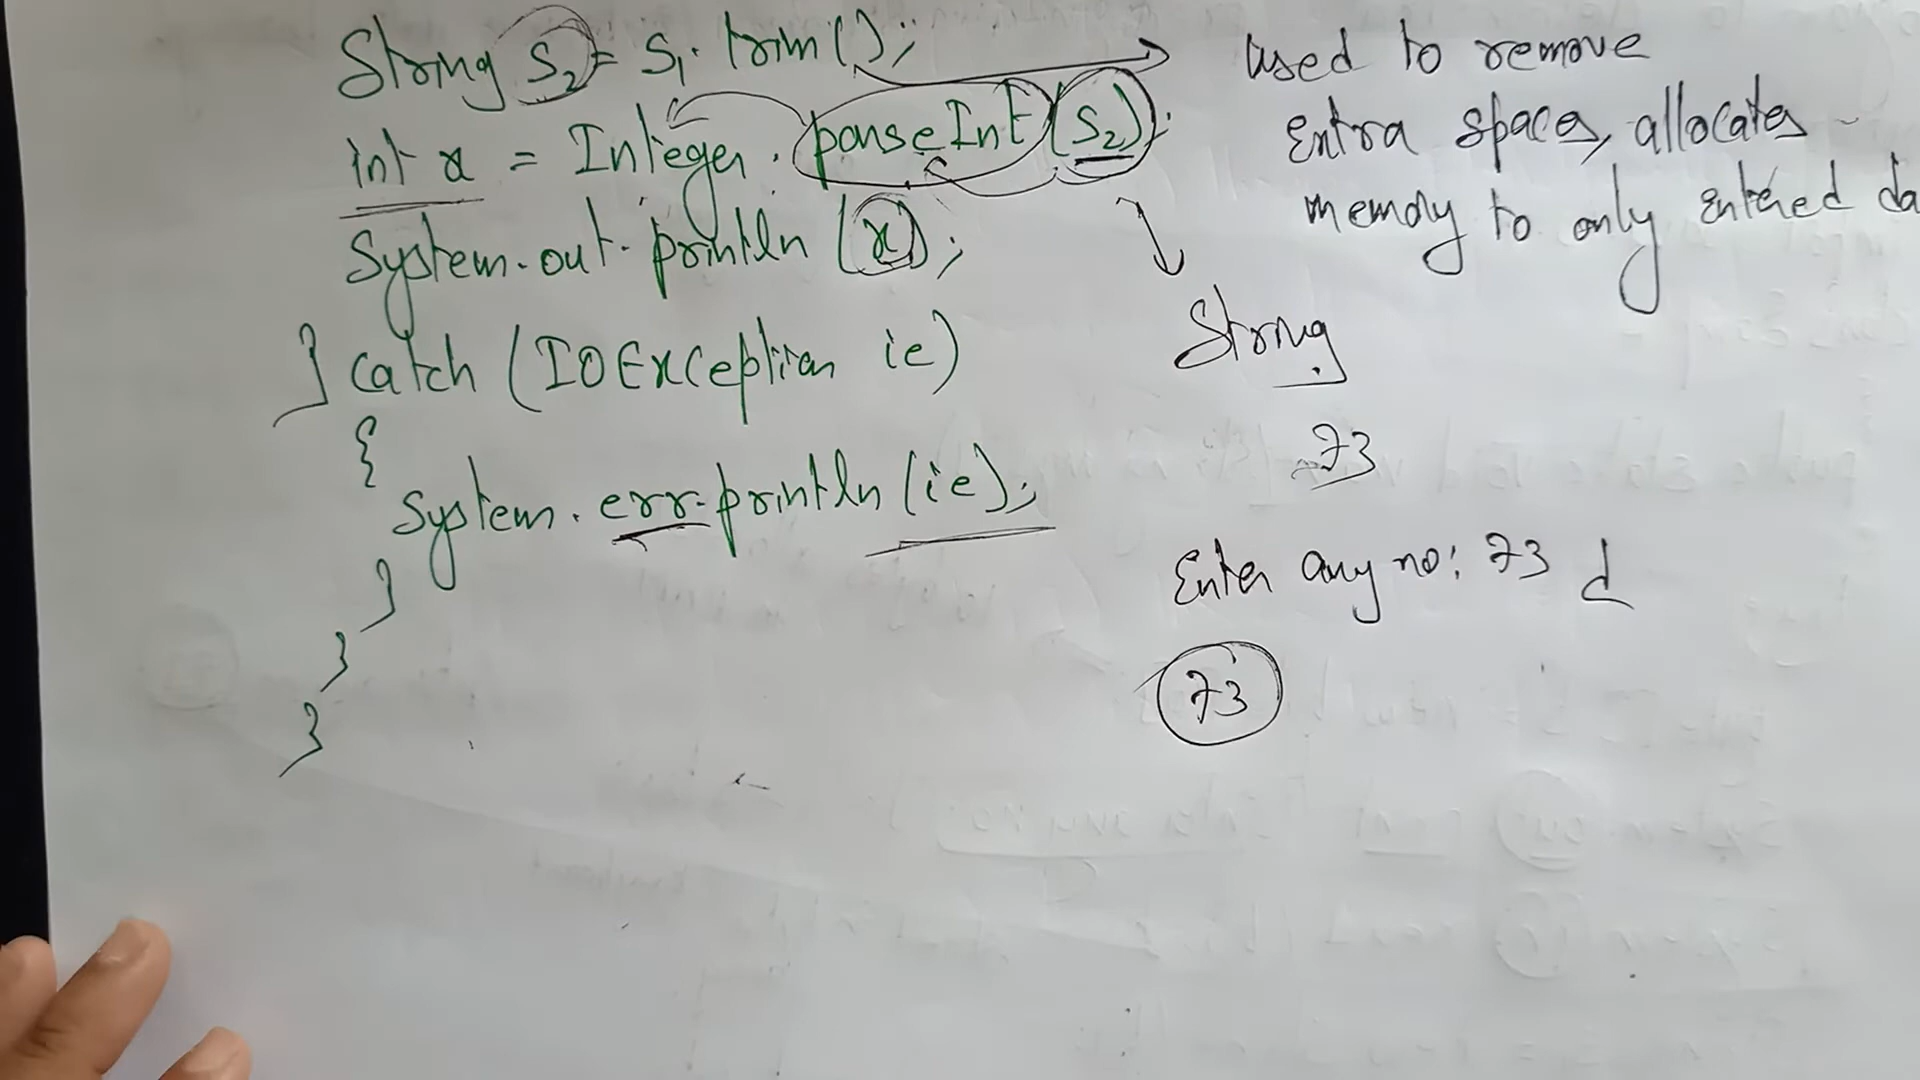 String S2 = S1.trim();
int x = Integer.parseInt(S2);
System.out.println(x);
} catch (IOException ie)
{
System.err.println(ie);
}
}
}
used to remove
Extra spaces, allocates
memory to only Entered da
String
73
Enter any no: 73
73